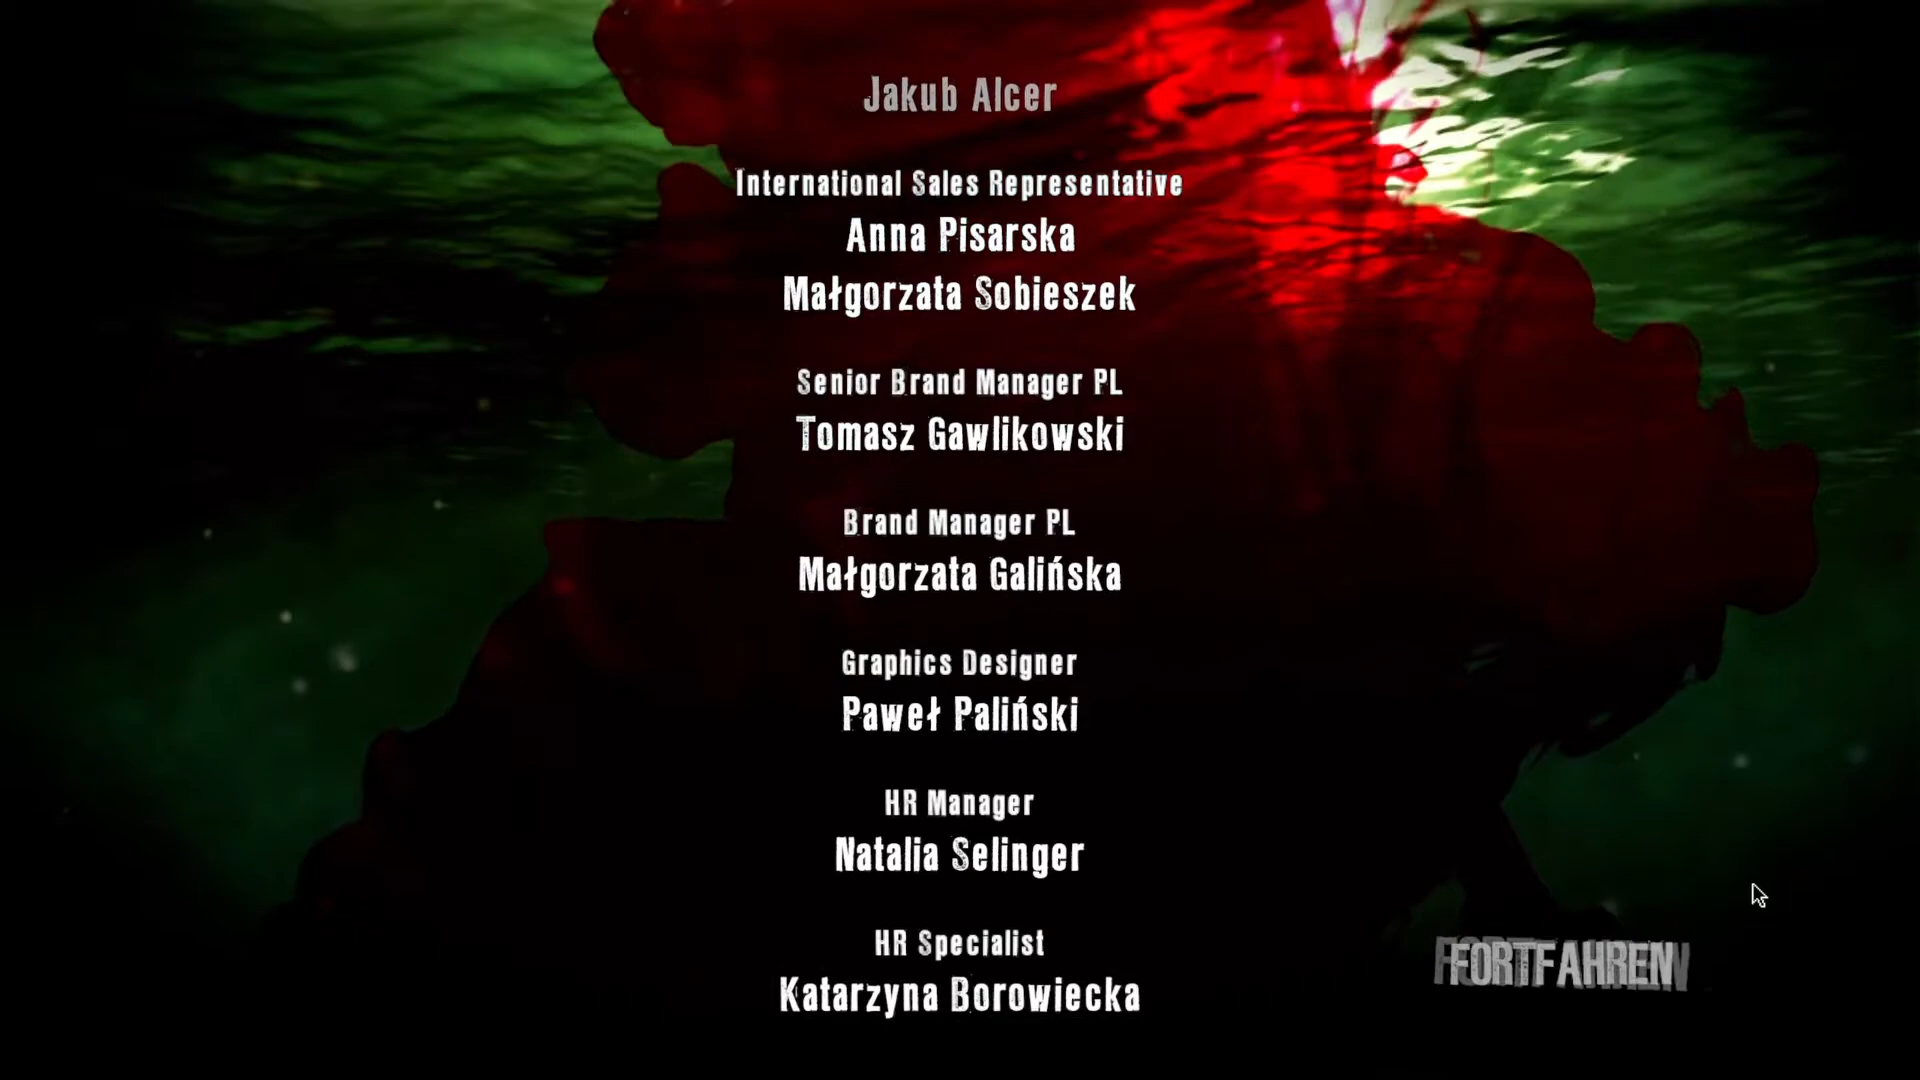 Jakub Alcer
International Sales Representative
Anna Pisarska
Małgorzata Sobieszek
Senior Brand Manager PL
Tomasz Gawlikowski
Brand Manager PL
Małgorzata Galińska
Graphics Designer
Paweł Paliński
HR Manager
Natalia Selinger
HR Specialist
Katarzyna Borowiecka
FORTFAHREN